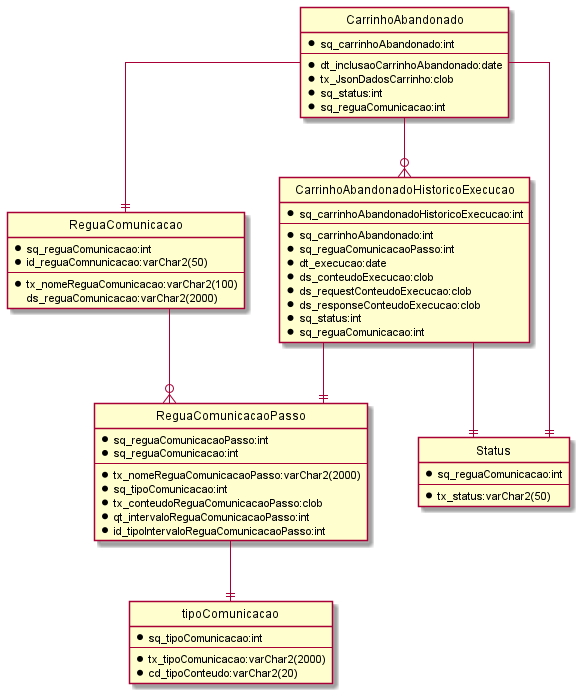 CarrinhoAbandonado
sq_carrinhoAbandonado:int
dt_inclusaoCarrinhoAbandonado:date
tx_JsonDadosCarrinho:clob
sq_status:int
sq_reguaComunicacao:int
CarrinhoAbandonadoHistoricoExecucao
sq_carrinhoAbandonadoHistoricoExecucao:int
sq_carrinhoAbandonado:int
sq_reguaComunicacaoPasso:int
dt_execucao:date
ds_conteudoExecucao:clob
ds_requestConteudoExecucao:clob
ds_responseConteudoExecucao:clob
sq_status:int
sq_reguaComunicacao:int
ReguaComunicacao
sq_reguaComunicacao:int
id_reguaComnunicacao:varChar2(50)
tx_nomeReguaComunicacao:varChar2(100)
ds_reguaComunicacao:varChar2(2000)
ReguaComunicacaoPasso
sq_reguaComunicacaoPasso:int
sq_reguaComunicacao:int
tx_nomeReguaComunicacaoPasso:varChar2(2000)
sq_tipoComunicacao:int
tx_conteudoReguaComunicacaoPasso:clob
qt_intervaloReguaComunicacaoPasso:int
id_tipoIntervaloReguaComunicacaoPasso:int
Status
sq_reguaComunicacao:int
tx_status:varChar2(50)
tipoComunicacao
sq_tipoComunicacao:int
tx_tipoComunicacao:varChar2(2000)
cd_tipoConteudo:varChar2(20)